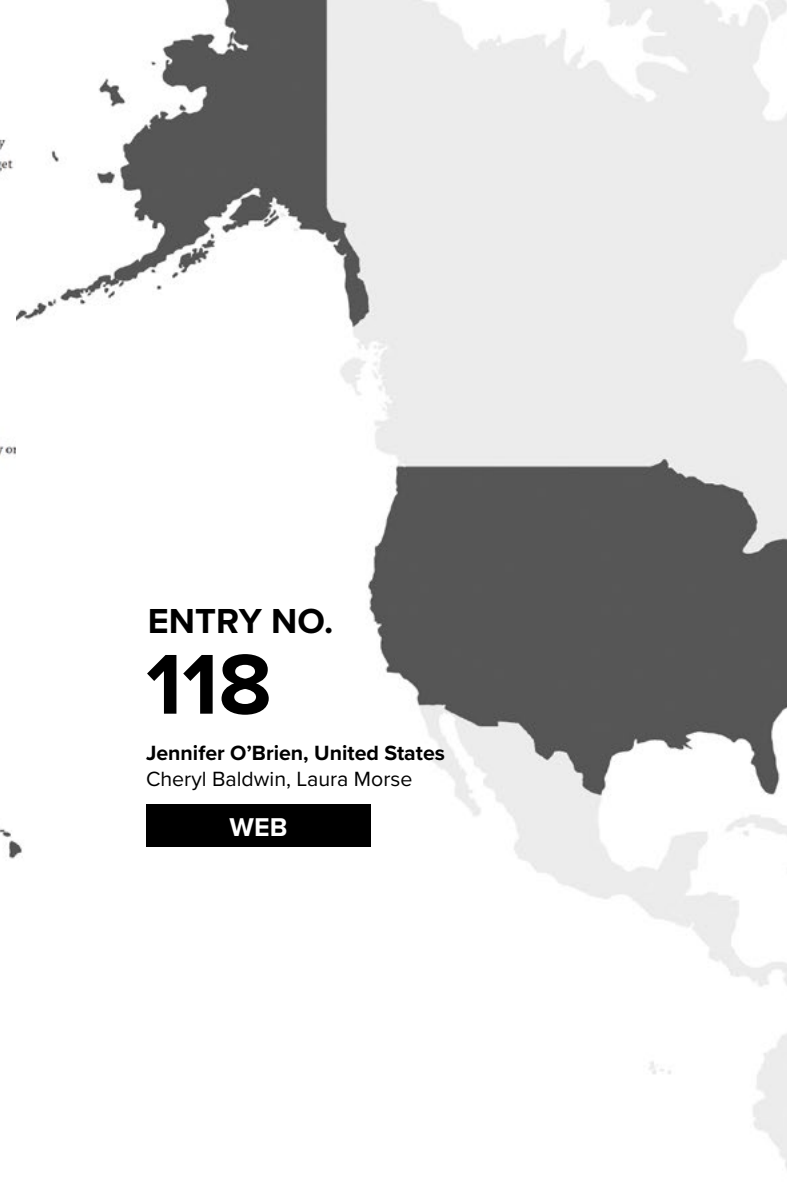 ENTRY NO.
118
Jennifer O’Brien, United States
Cheryl Baldwin, Laura Morse
WEB